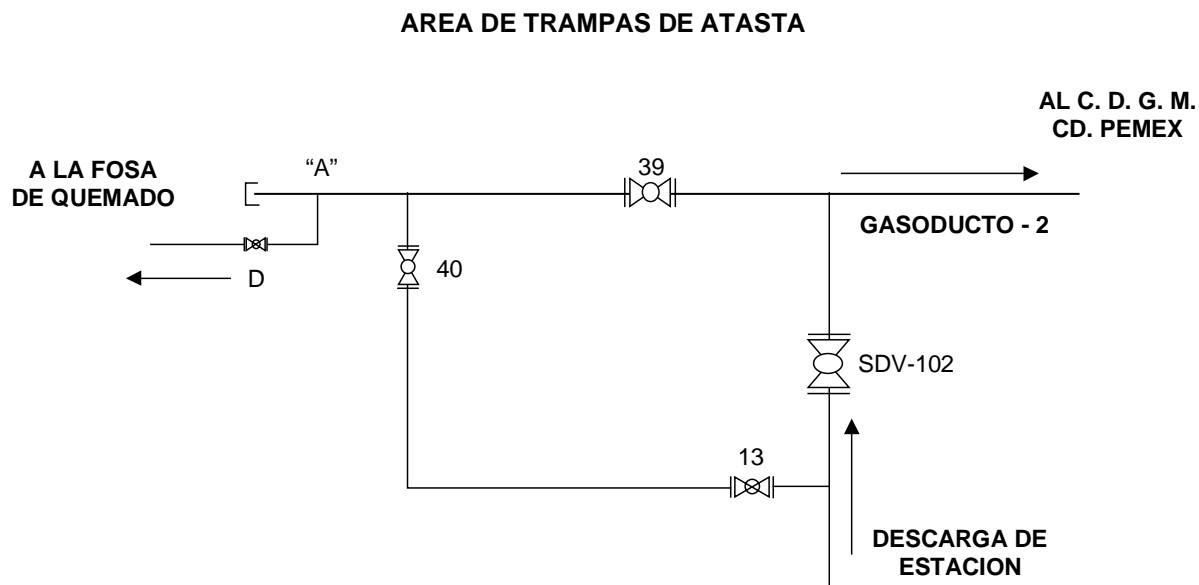 AREA DE TRAMPAS DE ATASTA
AL C. D. G. M.
CD. PEMEX
A LA FOSA
DE QUEMADO
“A”
39
GASODUCTO - 2
40
D
SDV-102
13
DESCARGA DE
ESTACION